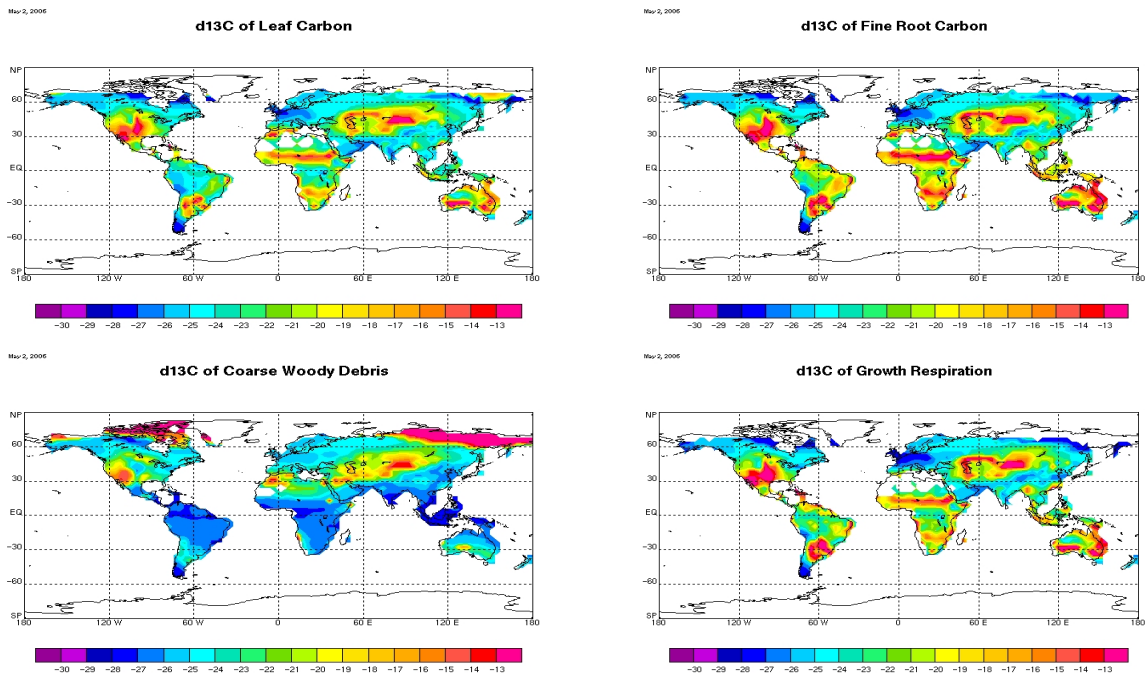 May 2, 2006
d13C of Leaf Carbon
NP
60
30
EQ
−30
−60
SP
180
120 W
60 W
0
60 E
120 E
180
−30 −29 −28 −27 −26 −25 −24 −22 −21 −20 −19 −18 −17 −16 −15 −14 −13
May 2, 2006
d13C of Fine Root Carbon
NP
60
30
EQ
−30
−60
SP
180
120 W
60 W
0
60 E
120 E
180
−30 −29 −28 −27 −26 −25 −24 −22 −21 −20 −19 −18 −17 −16 −15 −14 −13
May 2, 2006
d13C of Coarse Woody Debris
NP
60
30
EQ
−30
−60
SP
180
120 W
60 W
0
60 E
120 E
180
−30 −29 −28 −27 −26 −25 −24 −22 −21 −20 −19 −18 −17 −16 −15 −14 −13
May 2, 2006
d13C of Growth Respiration
NP
60
30
EQ
−30
−60
SP
180
120 W
60 W
0
60 E
120 E
180
−30 −29 −28 −27 −26 −25 −24 −22 −21 −20 −19 −18 −17 −16 −15 −14 −13